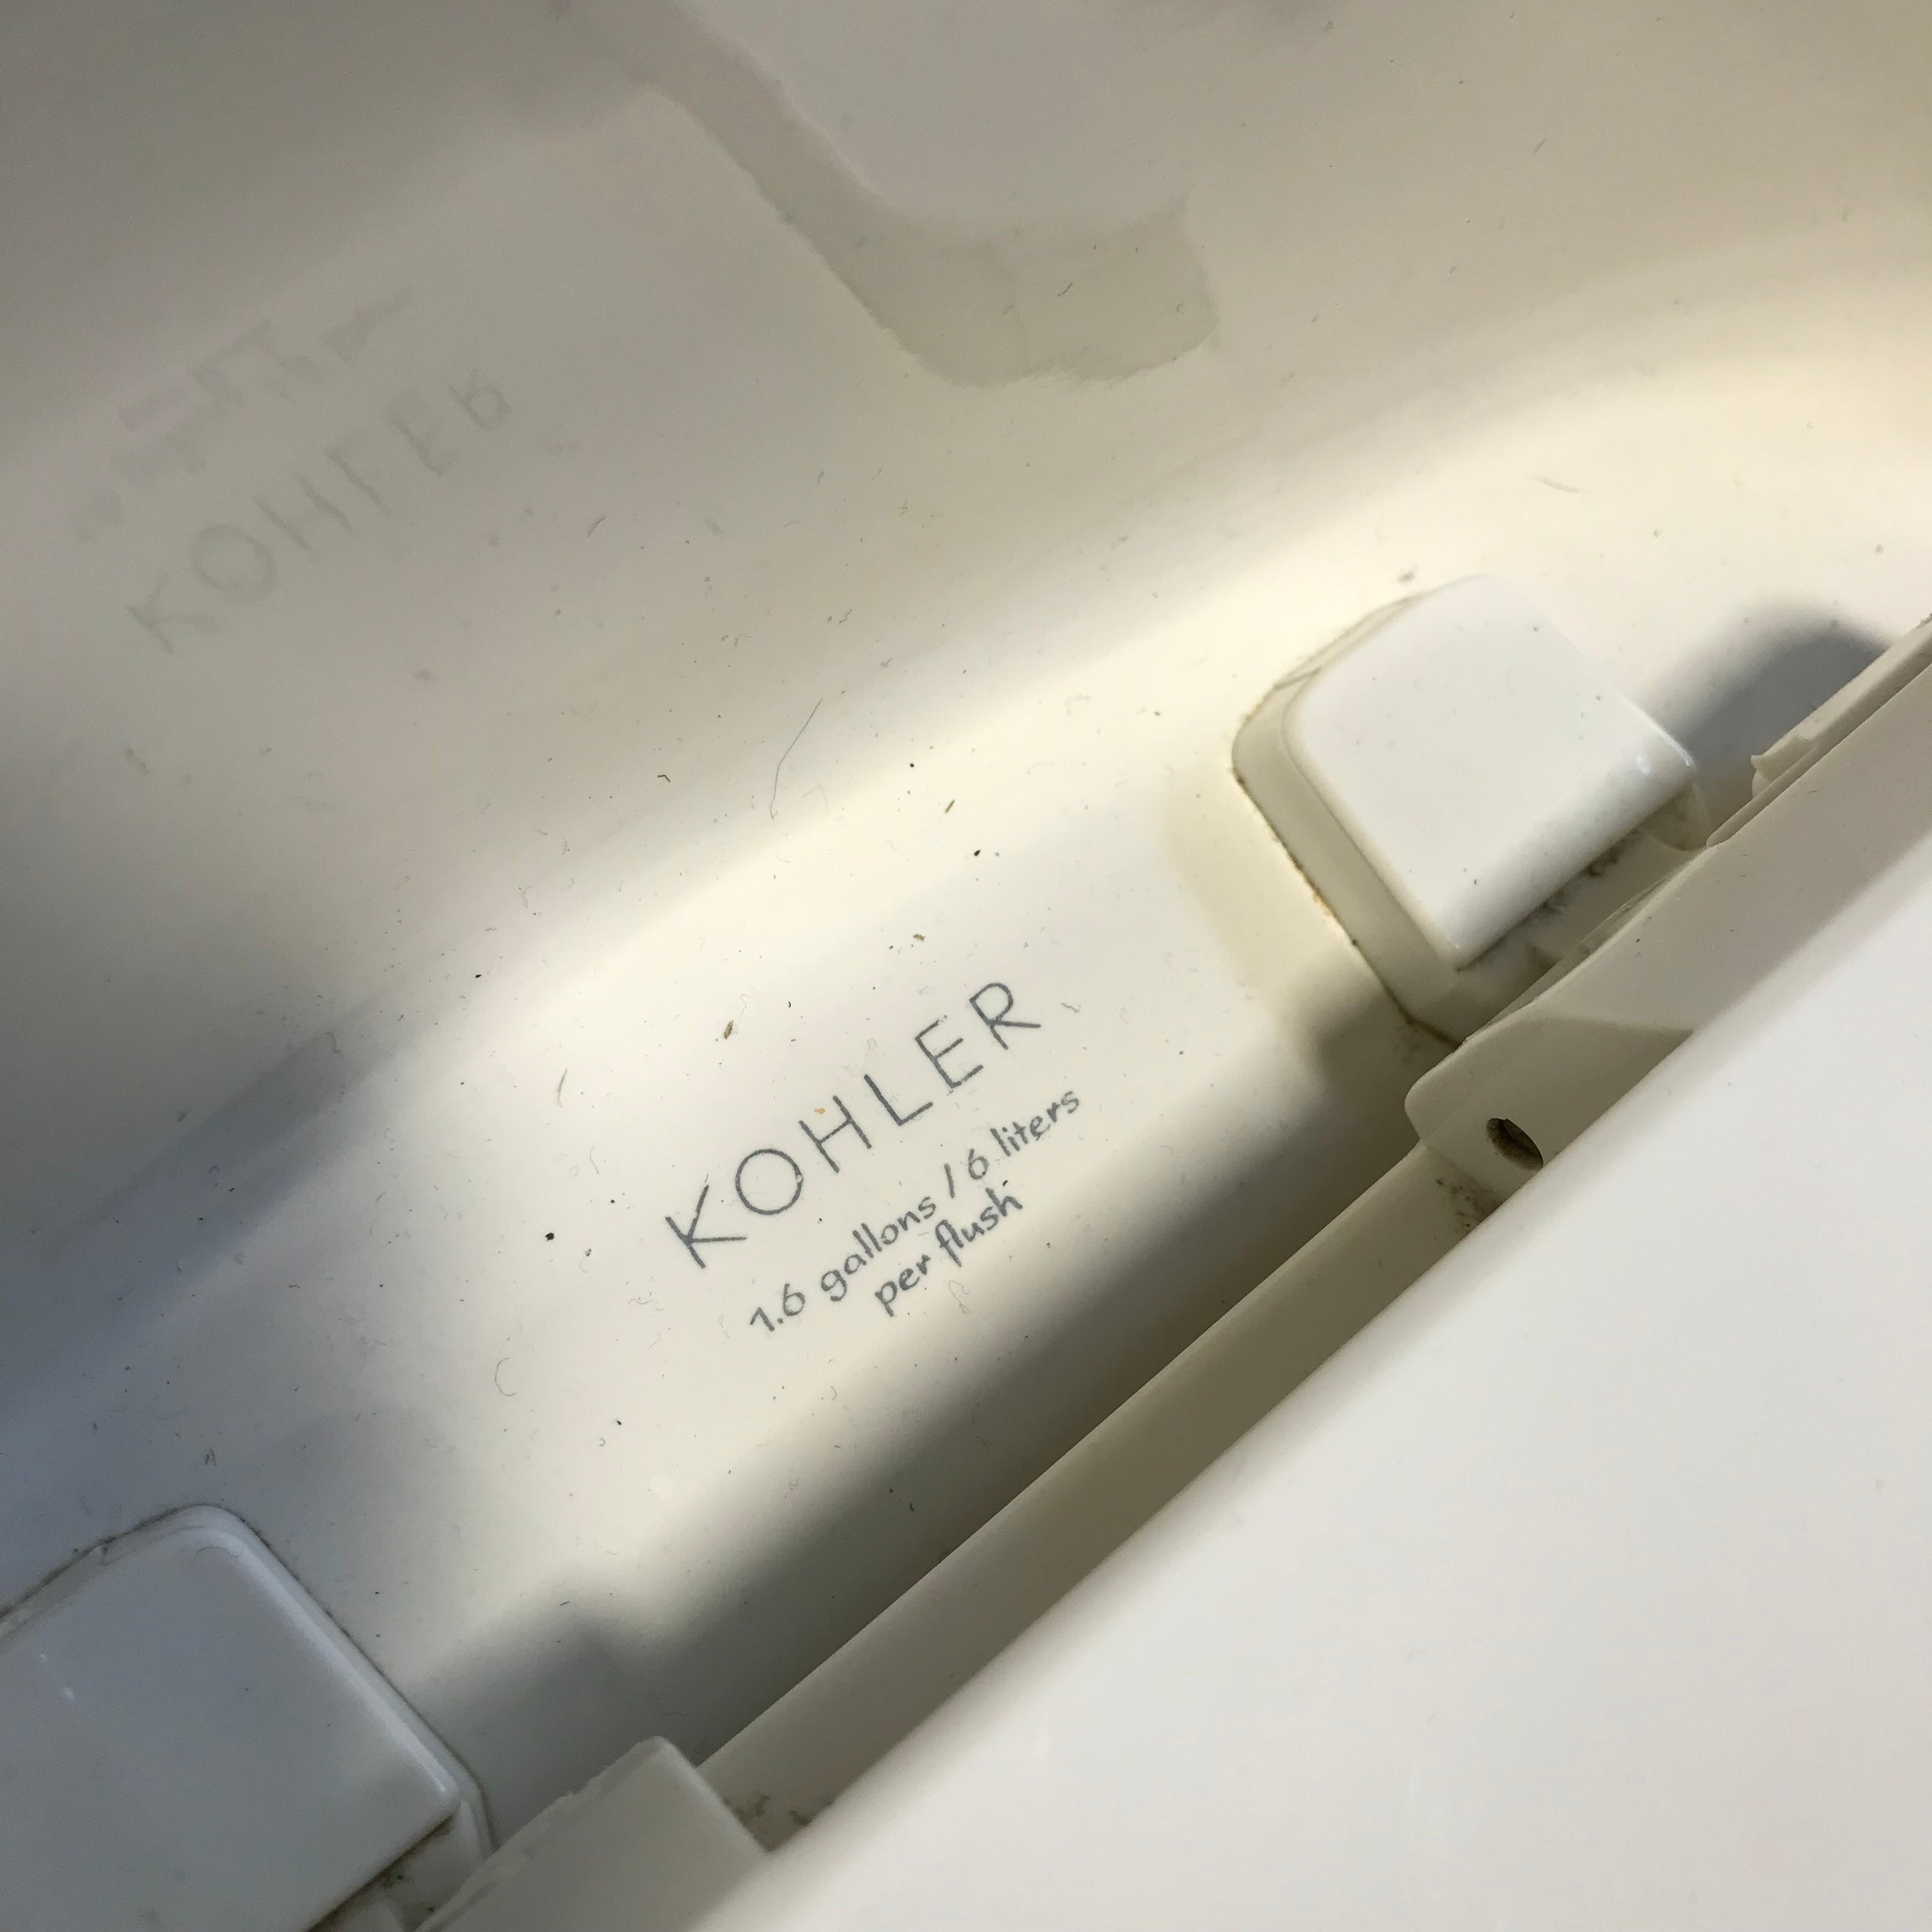 KOHLER
1.6 gallons / 6 liters
per flush